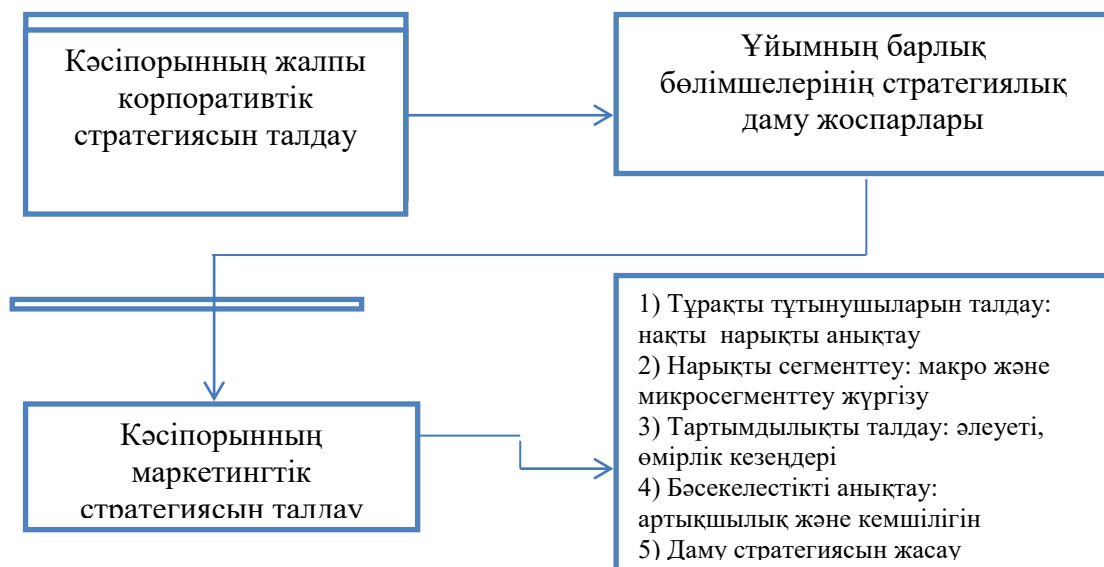 Кәсіпорынның жалпы
корпоративтік
стратегиясын талдау
Ұйымның барлық
бөлімшелерінің стратегиялық
даму жоспарлары
Кәсіпорынның
маркетингтік
стратегиясын талдау
1) Тұрақты тұтынушыларын талдау:
нақты нарықты анықтау
2) Нарықты сегменттеу: макро және
микросегменттеу жүргізу
3) Тартымдылықты талдау: әлеуеті,
өмірлік кезеңдері
4) Бәсекелестікті анықтау:
артықшылық және кемшілігін
5) Даму стратегиясын жасау